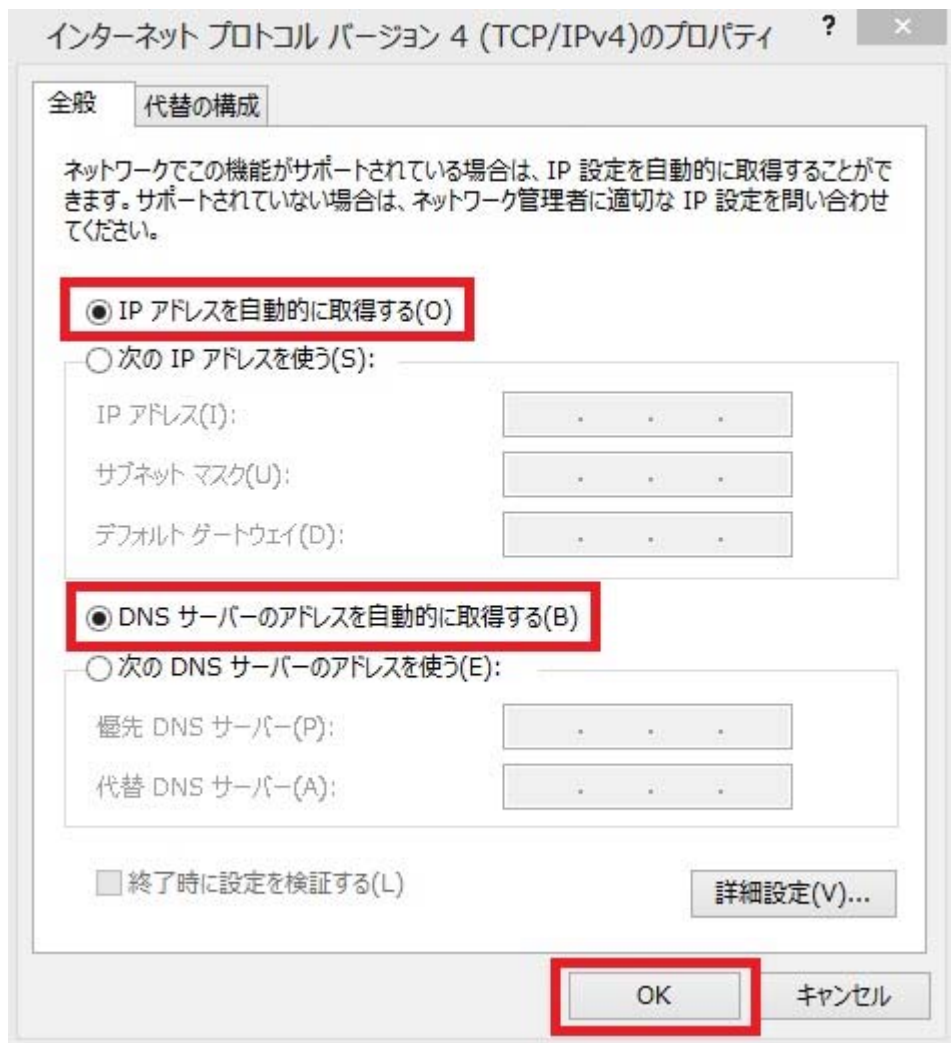 インターネット プロトコル バージョン 4 (TCP/IPv4)のプロパティ
?
×
全般
代替の構成
ネットワークでこの機能がサポートされている場合は、IP 設定を自動的に取得することがで
きます。サポートされていない場合は、ネットワーク管理者に適切な IP 設定を問い合わせ
てください。
IP アドレスを自動的に取得する(O)
次の IP アドレスを使う(S):
IP アドレス(I):
サブネット マスク(U):
デフォルト ゲートウェイ(D):
DNS サーバーのアドレスを自動的に取得する(B)
次の DNS サーバーのアドレスを使う(E):
優先 DNS サーバー(P):
代替 DNS サーバー(A):
終了時に設定を検証する(L)
詳細設定(V)...
OK
キャンセル